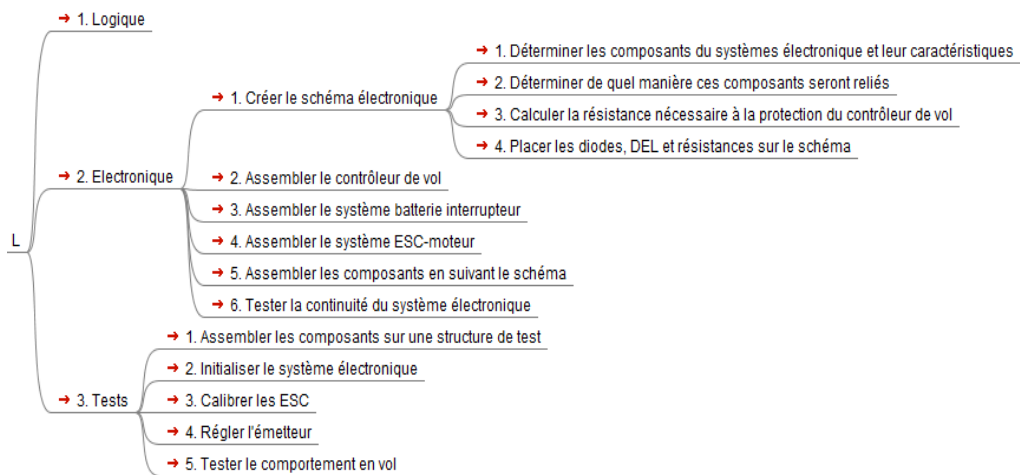 L
1. Logique
2. Electronique
1. Créer le schéma électronique
1. Déterminer les composants du systèmes électronique et leur caractéristiques
2. Déterminer de quel manière ces composants seront reliés
3. Calculer la résistance nécessaire à la protection du contrôleur de vol
4. Placer les diodes, DEL et résistances sur le schéma
2. Assembler le contrôleur de vol
3. Assembler le système batterie interrupteur
4. Assembler le système ESC-moteur
5. Assembler les composants en suivant le schéma
6. Tester la continuité du système électronique
3. Tests
1. Assembler les composants sur une structure de test
2. Initialiser le système électronique
3. Calibrer les ESC
4. Régler l'émetteur
5. Tester le comportement en vol